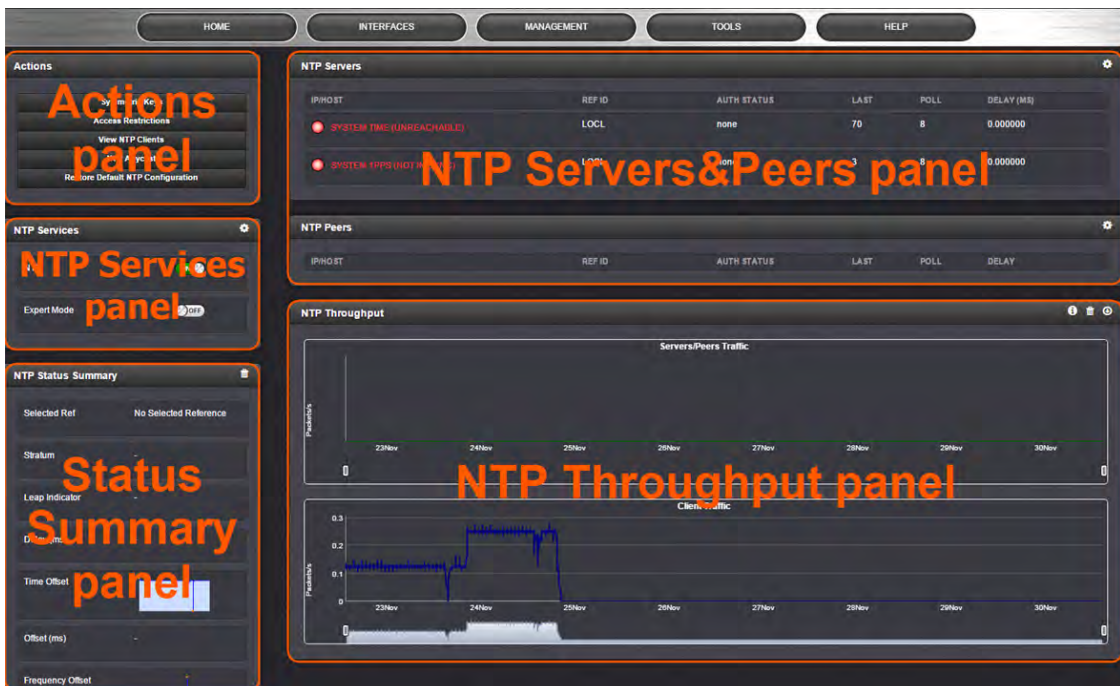 HOME INTERFACES MANAGEMENT TOOLS HELP
Actions
Actions
panel
Access Restrictions
View NTP Clients
Restore Default NTP Configuration
NTP Services
NTP Services
panel
Expert Mode OFF
NTP Status Summary
Selected Ref No Selected Reference
Stratum -
Leap Indicator -
Status
Summary
panel
Time Offset
Offset (ms) -
Frequency Offset -
NTP Servers
IP/HOST REF ID AUTH STATUS LAST POLL DELAY (MS)
SYSTEM TIME (UNREACHABLE) LOCL none 70 8 0.000000
0.000000
NTP Servers&Peers panel
NTP Peers
IP/HOST REF ID AUTH STATUS LAST POLL DELAY
NTP Throughput
Servers/Peers Traffic
Packets/s
23Nov 24Nov 25Nov 26Nov 27Nov 28Nov 29Nov 30Nov
NTP Throughput panel
Client Traffic
0.3
0.2
0.1
0
Packets/s
23Nov 24Nov 25Nov 26Nov 27Nov 28Nov 29Nov 30Nov